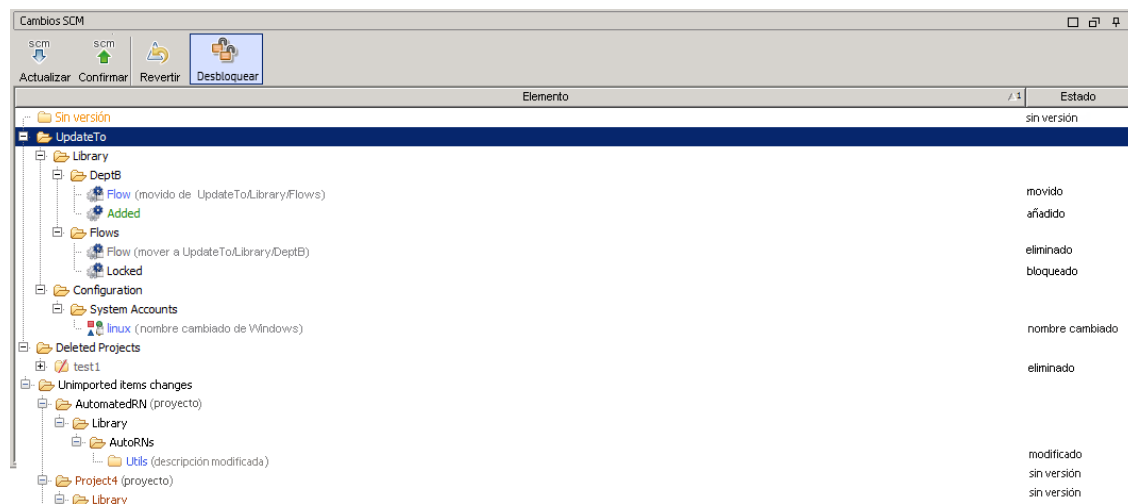 Cambios SCM
scm scm
Actualizar Confirmar Revertir Desbloquear
Elemento 1 Estado
Sin versión sin versión
UpdateTo
Library
DeptB
Flow (movido de UpdateTo/Library/Flows) movido
Added añadido
Flows
Flow (mover a UpdateTo/Library/DeptB) eliminado
Locked bloqueado
Configuration
System Accounts
linux (nombre cambiado de Windows) nombre cambiado
Deleted Projects
test1 eliminado
Unimported items changes
AutomatedRN (proyecto)
Library
AutoRNs
Utils (descripción modificada) modificado
Project4 (proyecto) sin versión
Library sin versión